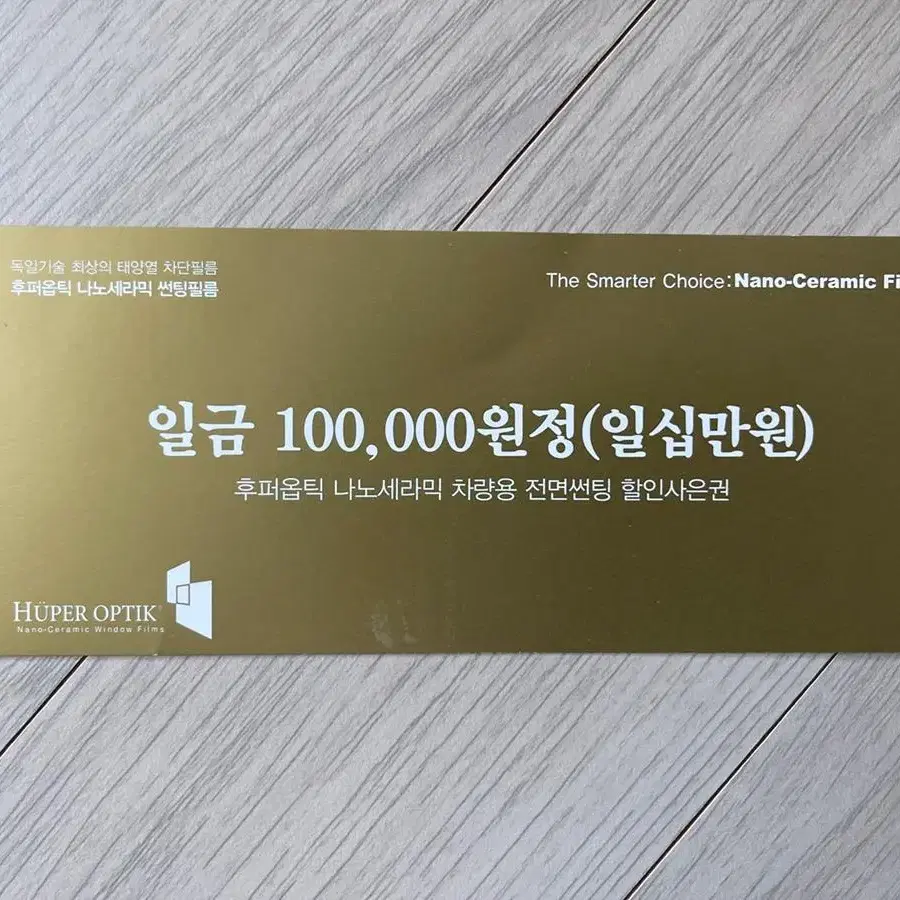 독일기술 최상의 태양열 차단필름
후퍼옵틱 나노세라믹 썬팅필름
The Smarter Choice:Nano-Ceramic Fi
일금 100,000원정(일십만원)
후퍼옵틱 나노세라믹 차량용 전면썬팅 할인사은권
HÜPER OPTIK®
Nano-Ceramic Window Films